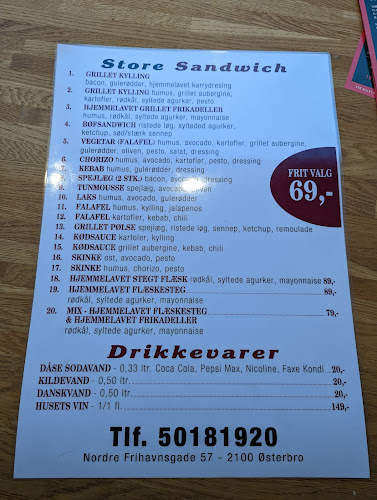 Store Sandwich
1. GRILLET KYLLING
bacon, gulerødder, hjemmelavet karrydressing
2. GRILLET KYLLING humus, grillet aubergine,
kartofler, rødkål, syltede agurker, pesto
3. HJEMMELAVET GRILLET FRIKADELLER
humus, rødkål, syltede agurker, mayonnaise
4. BØFSANDWICH ristede løg, syltede agurker,
ketchup, sød/stærk sennep
5. VEGETAR (FALAFEL) humus, avocado, kartofler, grillet aubergine,
gulerødder, oliven, pesto, salat, dressing
6. CHORIZO humus, avocado, kartofler, pesto, dressing
7. KEBAB humus, gulerødder, dressing
8. SPEJLÆG (2 STK.) bacon, avocado, dressing
9. TUNMOUSSE spejlæg, avocado,
10. LAKS humus, avocado, gulerødder
11. FALAFEL humus, kylling, jalapenos
12. FALAFEL kartofler, kebab, chili
13. GRILLET PØLSE spejlæg, ristede løg, sennep, ketchup, remoulade
14. KØDSAUCE kartoler, kylling
15. KØDSAUCE grillet aubergine, kebab, chili
16. SKINKE ost, avocado, pesto
17. SKINKE humus, chorizo, pesto
18. HJEMMELAVET STEGT FLÆSK rødkål, syltede agurker, mayonnaise 89,-
19. HJEMMELAVET FLÆSKESTEG 89,-
rødkål, syltede agurker, mayonnaise
20. MIX - HJEMMELAVET FLÆSKESTEG 79,-
& HJEMMELAVET FRIKADELLER
rødkål, syltede agurker, mayonnaise
FRIT VALG
69,-
Drikkevarer
DÅSE SODAVAND - 0,33 ltr. Coca Cola, Pepsi Max, Nicoline, Faxe Kondi 20,-
KILDEVAND - 0,50 ltr. 20,-
DANSKVAND - 0,50 ltr. 20,-
HUSETS VIN - 1/1 fl. 149,-
Tlf. 50181920
Nordre Frihavnsgade 57 - 2100 Østerbro